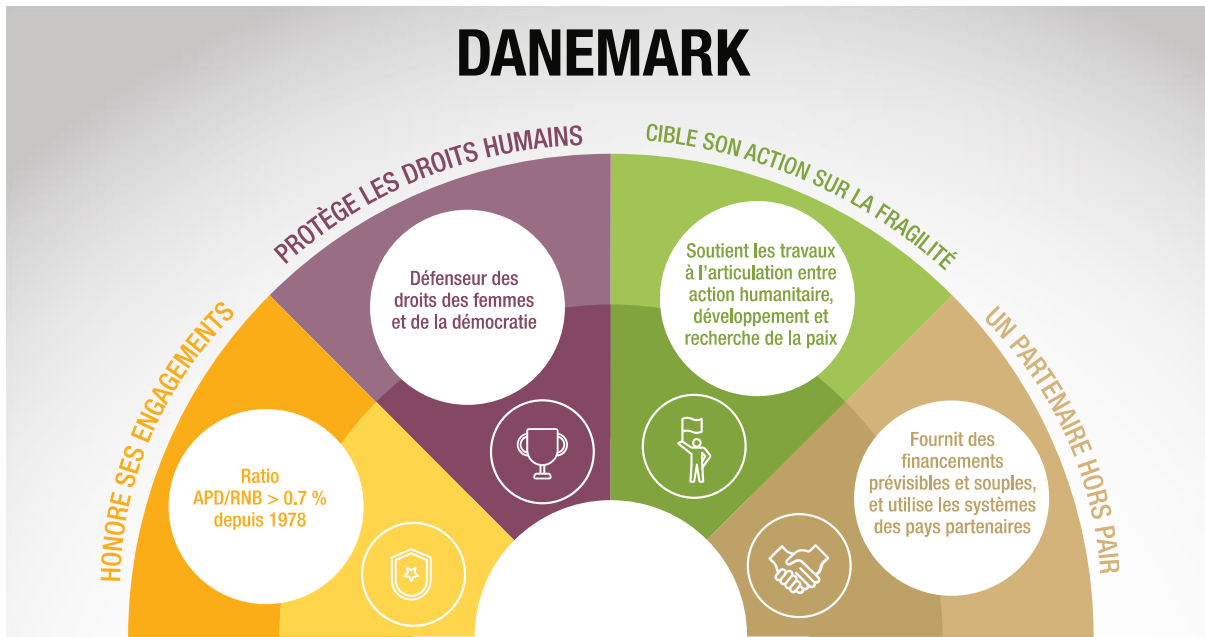 DANEMARK
HONORE SES ENGAGEMENTS
Ratio
APD/RNB > 0.7 %
depuis 1978
PROTÈGE LES DROITS HUMAINS
Défenseur des
droits des femmes
et de la démocratie
CIBLE SON ACTION SUR LA FRAGILITÉ
Soutient les travaux
à l'articulation entre
action humanitaire,
développement et
recherche de la paix
UN PARTENAIRE HORS PAIR
Fournit des
financements
prévisibles et souples,
et utilise les systèmes
des pays partenaires